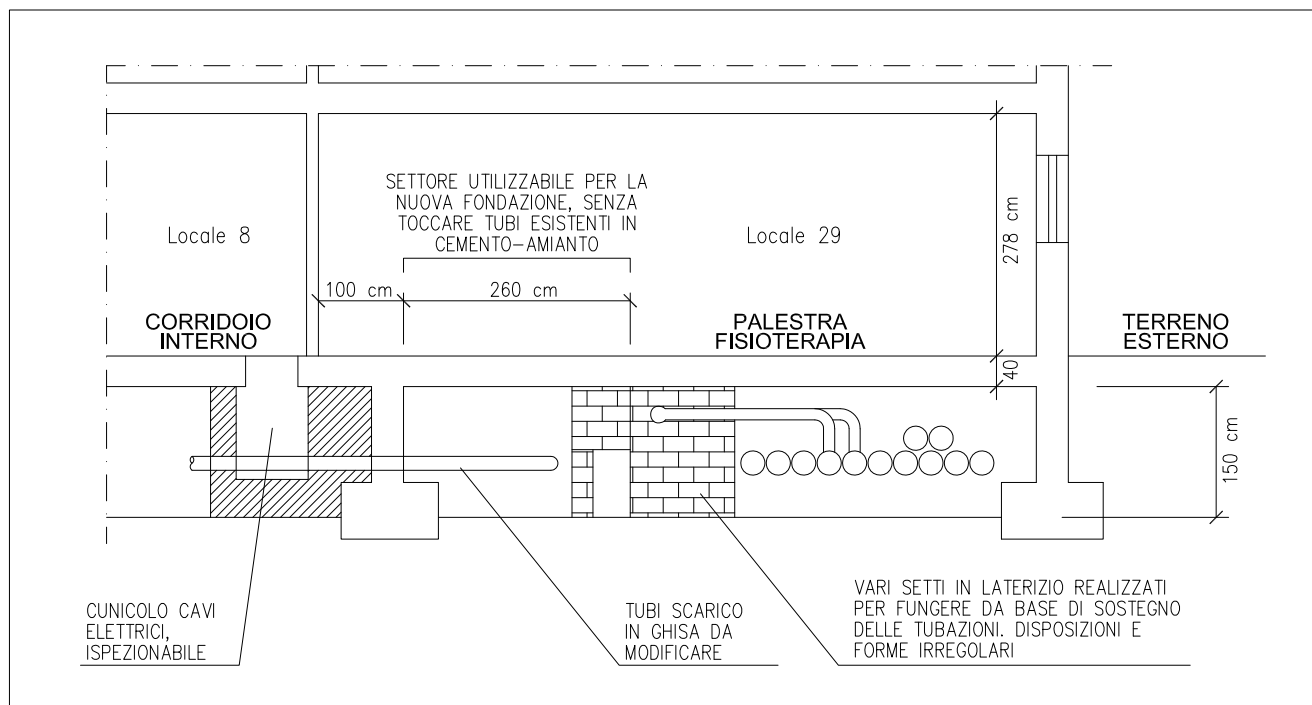 SETTORE UTILIZZABILE PER LA
NUOVA FONDAZIONE, SENZA
TOCCARE TUBI ESISTENTI IN
CEMENTO-AMIANTO
Locale 8
Locale 29
278 cm
100 cm
260 cm
CORRIDOIO
INTERNO
PALESTRA
FISIOTERAPIA
TERRENO
ESTERNO
40
150 cm
CUNICOLO CAVI
ELETTRICI,
ISPEZIONABILE
TUBI SCARICO
IN GHISA DA
MODIFICARE
VARI SETTI IN LATERIZIO REALIZZATI
PER FUNGERE DA BASE DI SOSTEGNO
DELLE TUBAZIONI. DISPOSIZIONI E
FORME IRREGOLARI